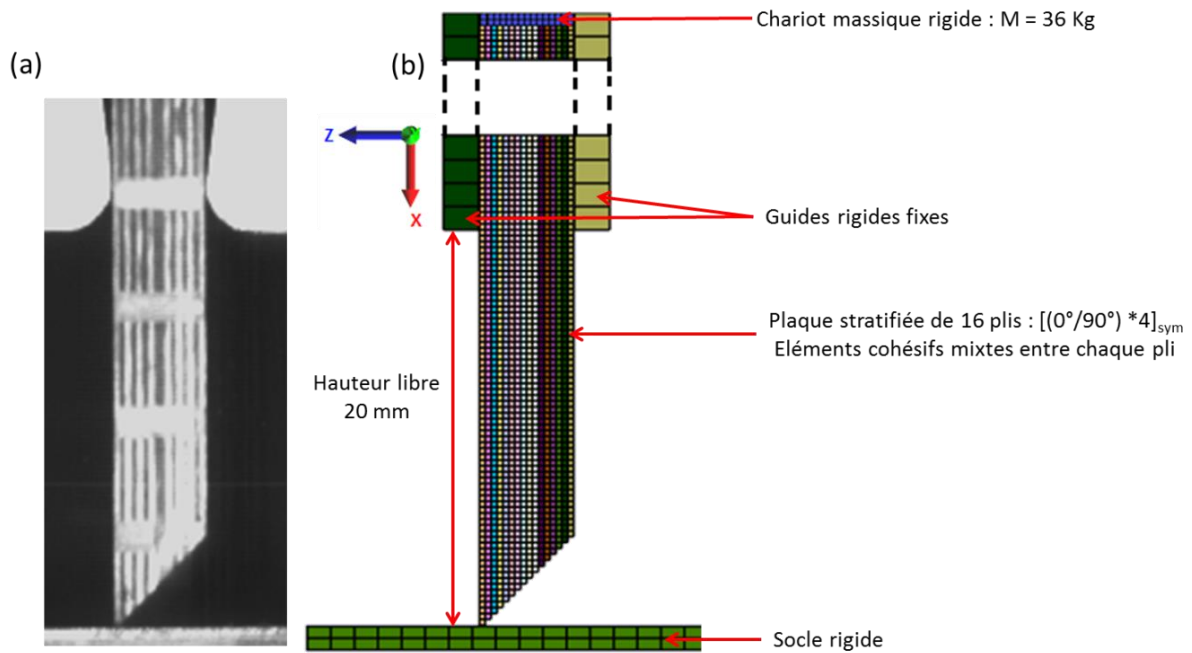 Chariot massique rigide : M = 36 Kg
(a)
(b)
Z
X
Guides rigides fixes
Plaque stratifiée de 16 plis : [(0°/90°) *4]sym
Eléments cohésifs mixtes entre chaque pli
Hauteur libre
20 mm
Socle rigide